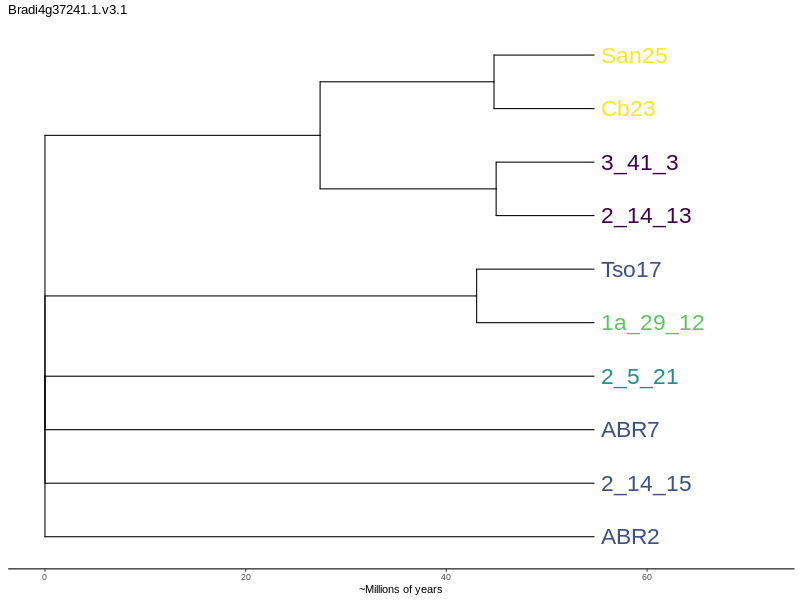 Bradi4g37241.1.v3.1
San25
Cb23
3_41_3
2_14_13
Tso17
1a_29_12
2_5_21
ABR7
2_14_15
ABR2
0 20 40 60
~Millions of years